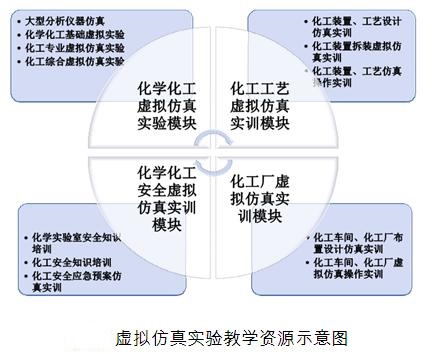 • 大型分析仪器仿真
• 化学化工基础虚拟实验
• 化工专业虚拟仿真实验
• 化工综合虚拟仿真实验
• 化工装置、工艺设计
仿真实训
• 化工装置拆装虚拟仿
真实训
• 化工装置、工艺仿真
操作实训
化学化工
虚拟仿真
实验模块
化工工艺
虚拟仿真
实训模块
化学化工
安全虚拟
仿真实训
模块
化工厂虚
拟仿真实
训模块
• 化学实验室安全知识
培训
• 化工安全知识培训
• 化工安全应急预案仿
真实训
• 化工车间、化工厂布
置设计仿真实训
• 化工车间、化工厂虚
拟仿真操作实训
虚拟仿真实验教学资源示意图